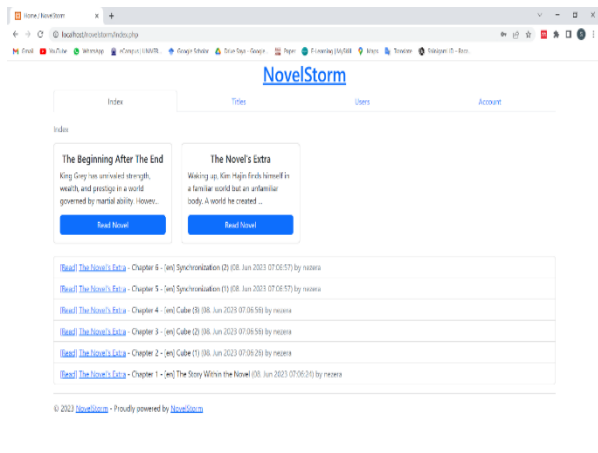 Home / NovelStorm
localhost/novelstorm/index.php
Gmail YouTube WhatsApp Google Scholar Drive Saya - Google... Maps
NovelStorm
Index Titles Users Account
Index
The Beginning After The End
King Grey has unrivaled strength,
wealth, and prestige in a world
governed by martial ability. Howev...
Read Novel
The Novel's Extra
Waking up, Kim Hajin finds himself in
a familiar world but an unfamiliar
body. A world he created ...
Read Novel
[Read] The Novel's Extra - Chapter 6 - [en] Synchronization (2) (08. Jun 2023 07:06:57) by nezera
[Read] The Novel's Extra - Chapter 5 - [en] Synchronization (1) (08. Jun 2023 07:06:57) by nezera
[Read] The Novel's Extra - Chapter 4 - [en] Cube (3) (08. Jun 2023 07:06:56) by nezera
[Read] The Novel's Extra - Chapter 3 - [en] Cube (2) (08. Jun 2023 07:06:56) by nezera
[Read] The Novel's Extra - Chapter 2 - [en] Cube (1) (08. Jun 2023 07:06:26) by nezera
[Read] The Novel's Extra - Chapter 1 - [en] The Story Within the Novel (08. Jun 2023 07:06:24) by nezera
© 2023 NovelStorm - Proudly powered by NovelStorm